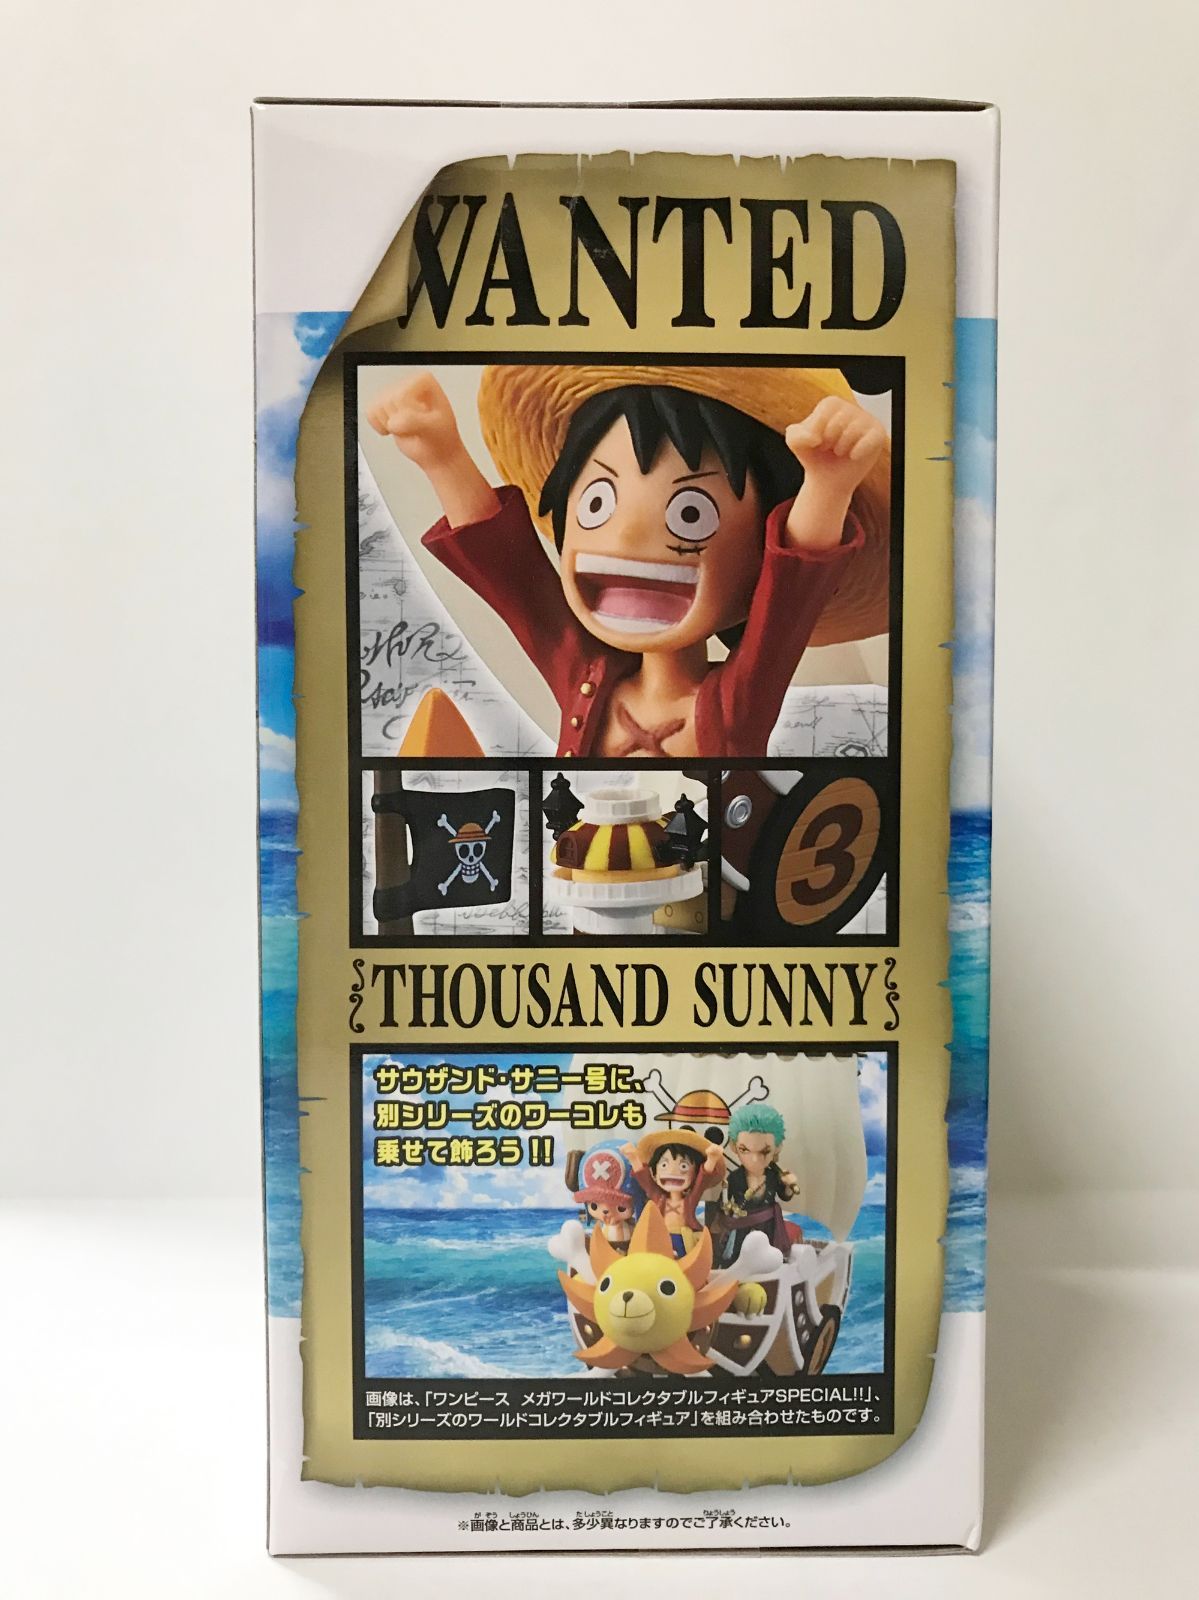 WANTED
3
THOUSAND SUNNY
サウザンド・サニー号に、
別シリーズのワーコレも
乗せて飾ろう!!
画像は、「ワンピース メガワールドコレクタブルフィギュアSPECIAL!!」、
「別シリーズのワールドコレクタブルフィギュア」を組み合わせたものです。
※画像と商品とは、多少異なりますのでご了承ください。